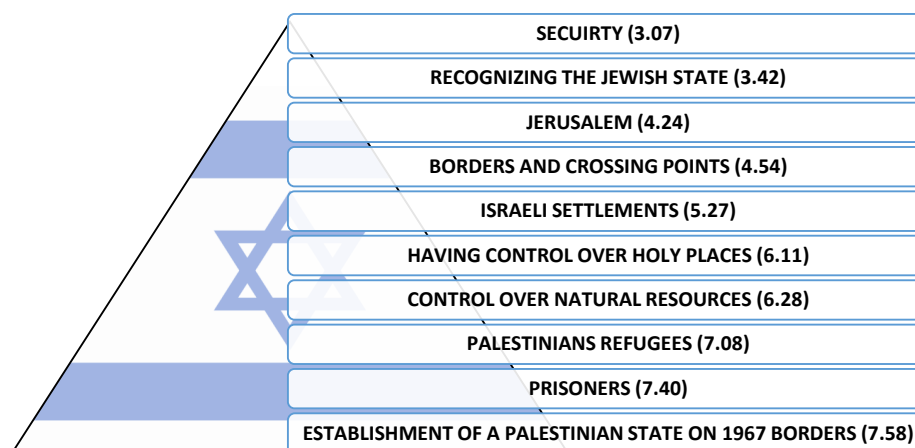 SECUIRTY (3.07)
RECOGNIZING THE JEWISH STATE (3.42)
JERUSALEM (4.24)
BORDERS AND CROSSING POINTS (4.54)
ISRAELI SETTLEMENTS (5.27)
HAVING CONTROL OVER HOLY PLACES (6.11)
CONTROL OVER NATURAL RESOURCES (6.28)
PALESTINIANS REFUGEES (7.08)
PRISONERS (7.40)
ESTABLISHMENT OF A PALESTINIAN STATE ON 1967 BORDERS (7.58)